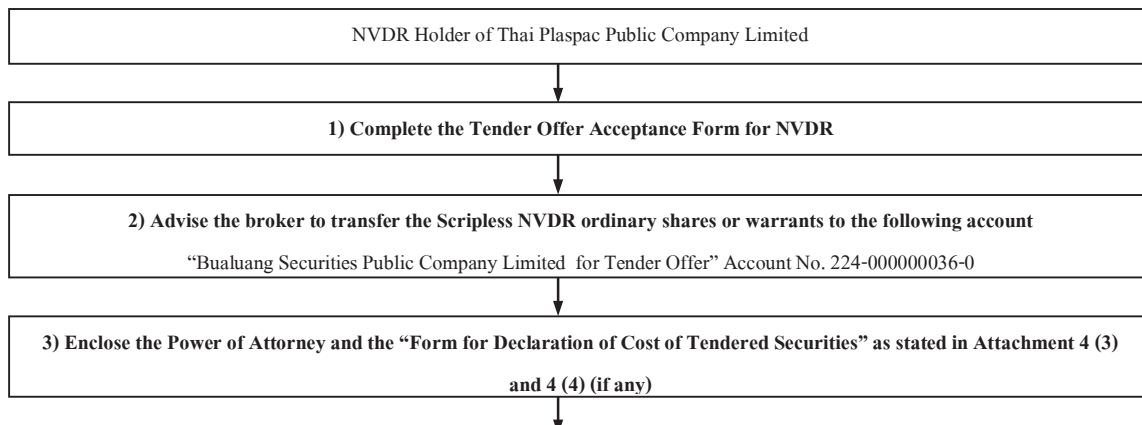 NVDR Holder of Thai Plaspac Public Company Limited
1) Complete the Tender Offer Acceptance Form for NVDR
2) Advise the broker to transfer the Scripless NVDR ordinary shares or warrants to the following account
“Bualuang Securities Public Company Limited for Tender Offer” Account No. 224-000000036-0
3) Enclose the Power of Attorney and the “Form for Declaration of Cost of Tendered Securities” as stated in Attachment 4 (3)
and 4 (4) (if any)